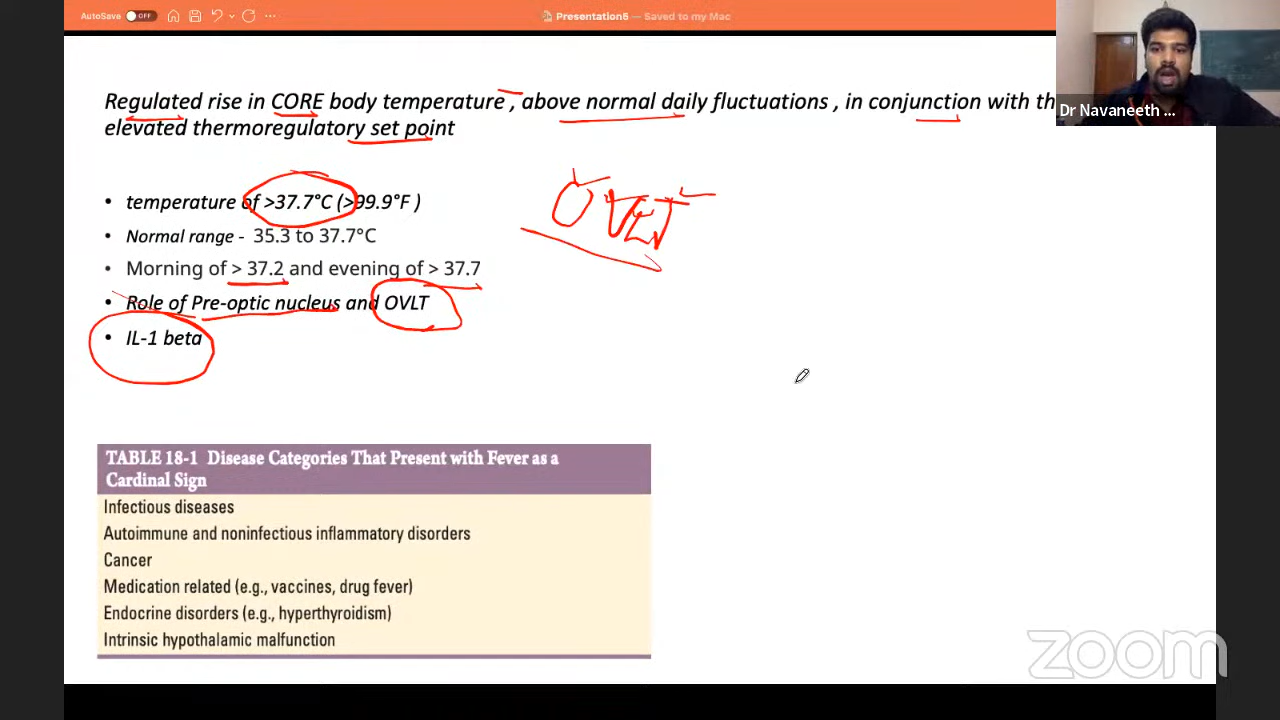 AutoSave OFF
Presentation6 — Saved to my Mac
Dr Navaneeth ...
Regulated rise in CORE body temperature , above normal daily fluctuations , in conjunction with
elevated thermoregulatory set point
• temperature of >37.7°C (>99.9°F )
• Normal range - 35.3 to 37.7°C
• Morning of > 37.2 and evening of > 37.7
• Role of Pre-optic nucleus and OVLT
• IL-1 beta
TABLE 18-1 Disease Categories That Present with Fever as a
Cardinal Sign
Infectious diseases
Autoimmune and noninfectious inflammatory disorders
Cancer
Medication related (e.g., vaccines, drug fever)
Endocrine disorders (e.g., hyperthyroidism)
Intrinsic hypothalamic malfunction
zoom